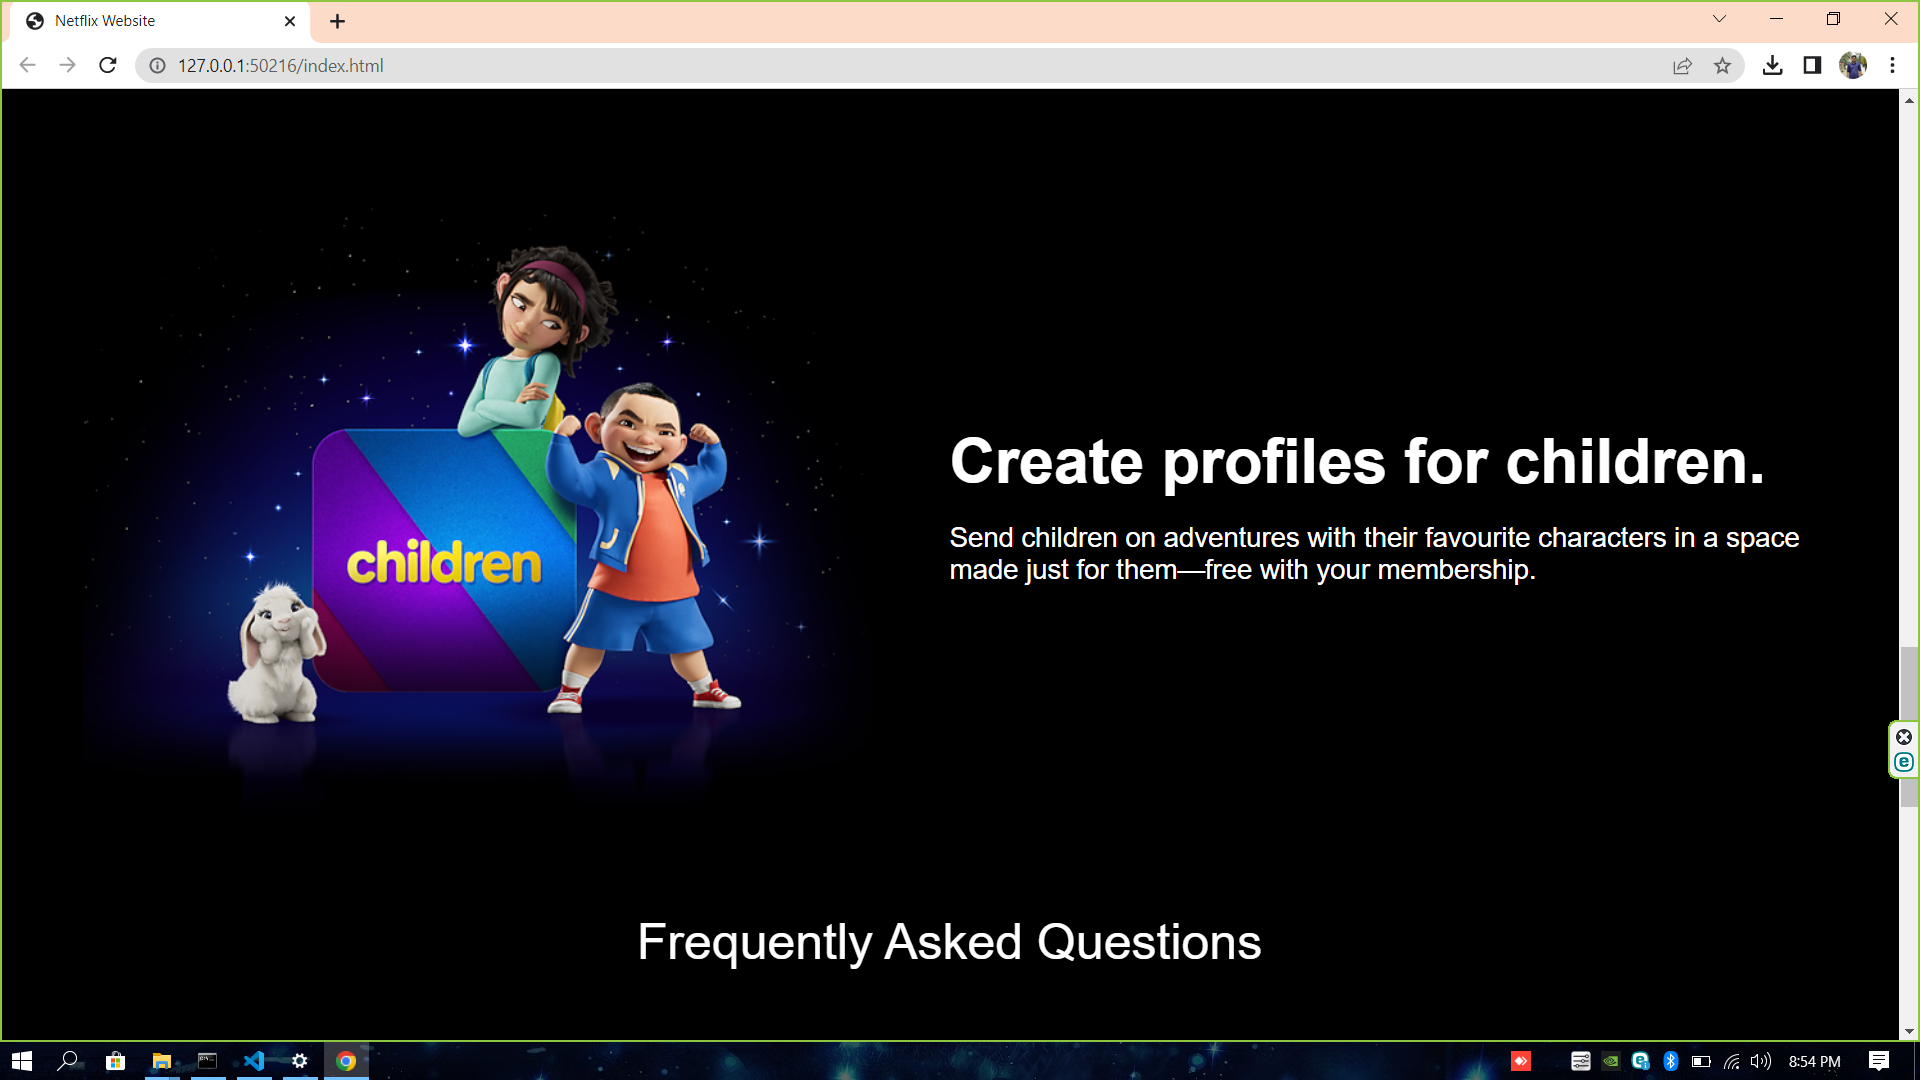 Netflix Website
127.0.0.1:50216/index.html
children
Create profiles for children.
Send children on adventures with their favourite characters in a space
made just for them—free with your membership.
Frequently Asked Questions
8:54 PM